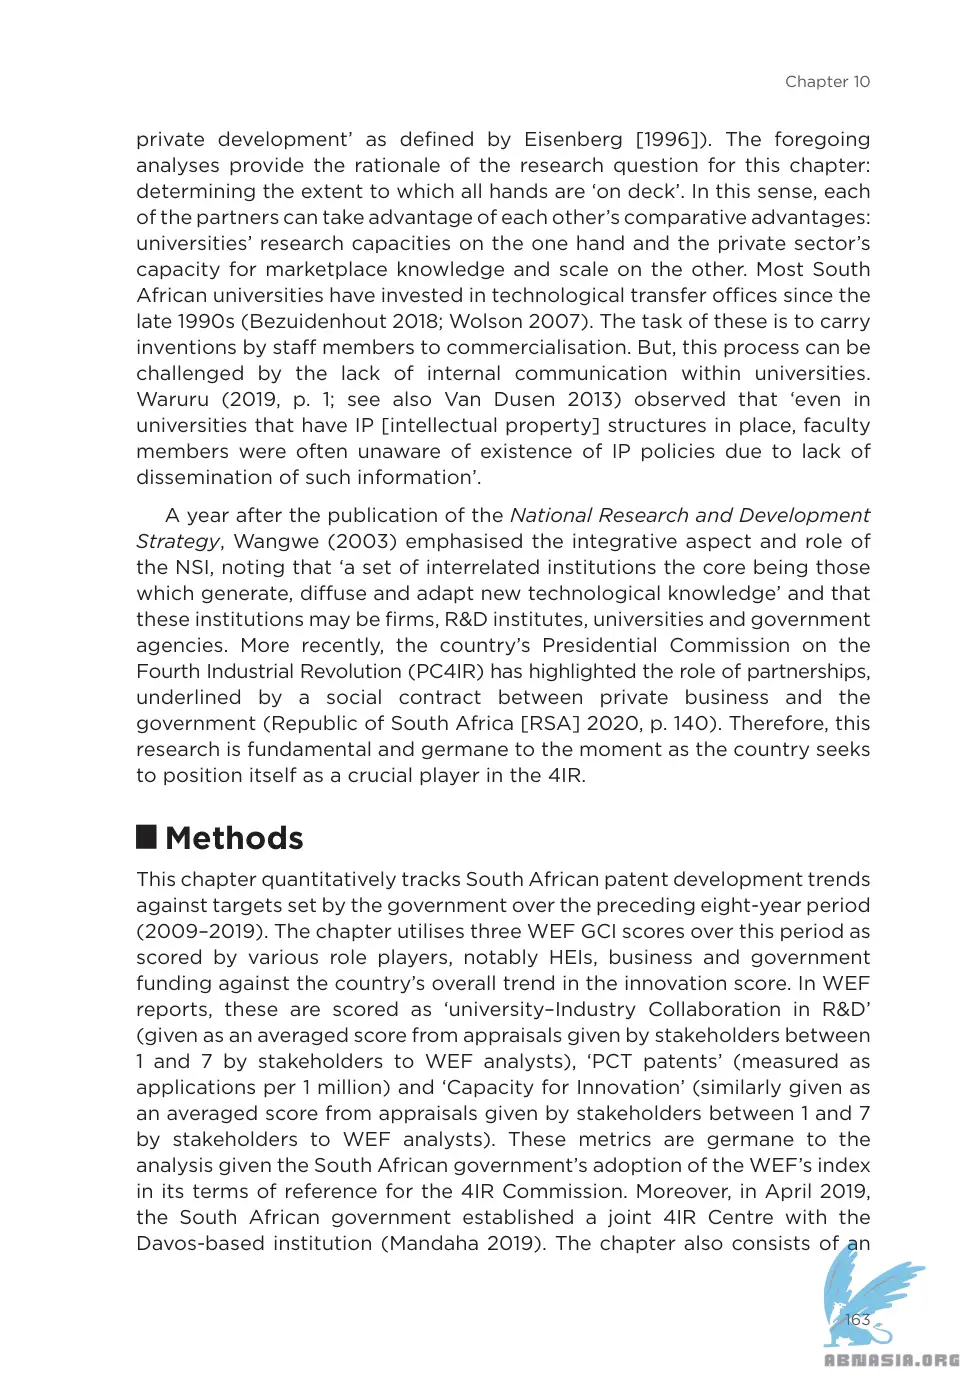 Chapter 10
private development’ as defined by Eisenberg [1996]). The foregoing
analyses provide the rationale of the research question for this chapter:
determining the extent to which all hands are ‘on deck’. In this sense, each
of the partners can take advantage of each other’s comparative advantages:
universities’ research capacities on the one hand and the private sector’s
capacity for marketplace knowledge and scale on the other. Most South
African universities have invested in technological transfer offices since the
late 1990s (Bezuidenhout 2018; Wolson 2007). The task of these is to carry
inventions by staff members to commercialisation. But, this process can be
challenged by the lack of internal communication within universities.
Waruru (2019, p. 1; see also Van Dusen 2013) observed that ‘even in
universities that have IP [intellectual property] structures in place, faculty
members were often unaware of existence of IP policies due to lack of
dissemination of such information’.
A year after the publication of the National Research and Development
Strategy, Wangwe (2003) emphasised the integrative aspect and role of
the NSI, noting that ‘a set of interrelated institutions the core being those
which generate, diffuse and adapt new technological knowledge’ and that
these institutions may be firms, R&D institutes, universities and government
agencies. More recently, the country’s Presidential Commission on the
Fourth Industrial Revolution (PC4IR) has highlighted the role of partnerships,
underlined by a social contract between private business and the
government (Republic of South Africa [RSA] 2020, p. 140). Therefore, this
research is fundamental and germane to the moment as the country seeks
to position itself as a crucial player in the 4IR.
Methods
This chapter quantitatively tracks South African patent development trends
against targets set by the government over the preceding eight-year period
(2009–2019). The chapter utilises three WEF GCI scores over this period as
scored by various role players, notably HEIs, business and government
funding against the country’s overall trend in the innovation score. In WEF
reports, these are scored as ‘university–Industry Collaboration in R&D’
(given as an averaged score from appraisals given by stakeholders between
1 and 7 by stakeholders to WEF analysts), ‘PCT patents’ (measured as
applications per 1 million) and ‘Capacity for Innovation’ (similarly given as
an averaged score from appraisals given by stakeholders between 1 and 7
by stakeholders to WEF analysts). These metrics are germane to the
analysis given the South African government’s adoption of the WEF’s index
in its terms of reference for the 4IR Commission. Moreover, in April 2019,
the South African government established a joint 4IR Centre with the
Davos-based institution (Mandaha 2019). The chapter also consists of an
163
ABNASIA.ORG